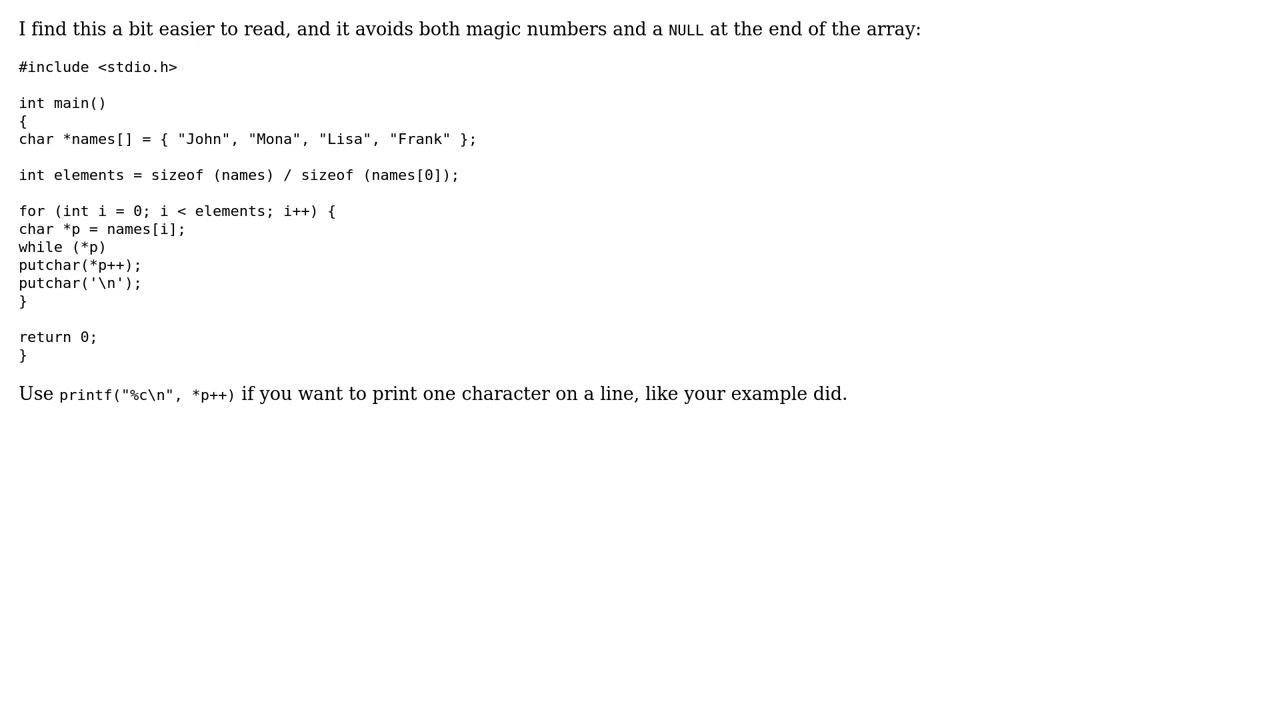 I find this a bit easier to read, and it avoids both magic numbers and a NULL at the end of the array:
#include <stdio.h>
int main()
{
char *names[] = { "John", "Mona", "Lisa", "Frank" };
int elements = sizeof (names) / sizeof (names[0]);
for (int i = 0; i < elements; i++) {
char *p = names[i];
while (*p)
putchar(*p++);
putchar('\n');
}
return 0;
}
Use printf("%c\n", *p++) if you want to print one character on a line, like your example did.